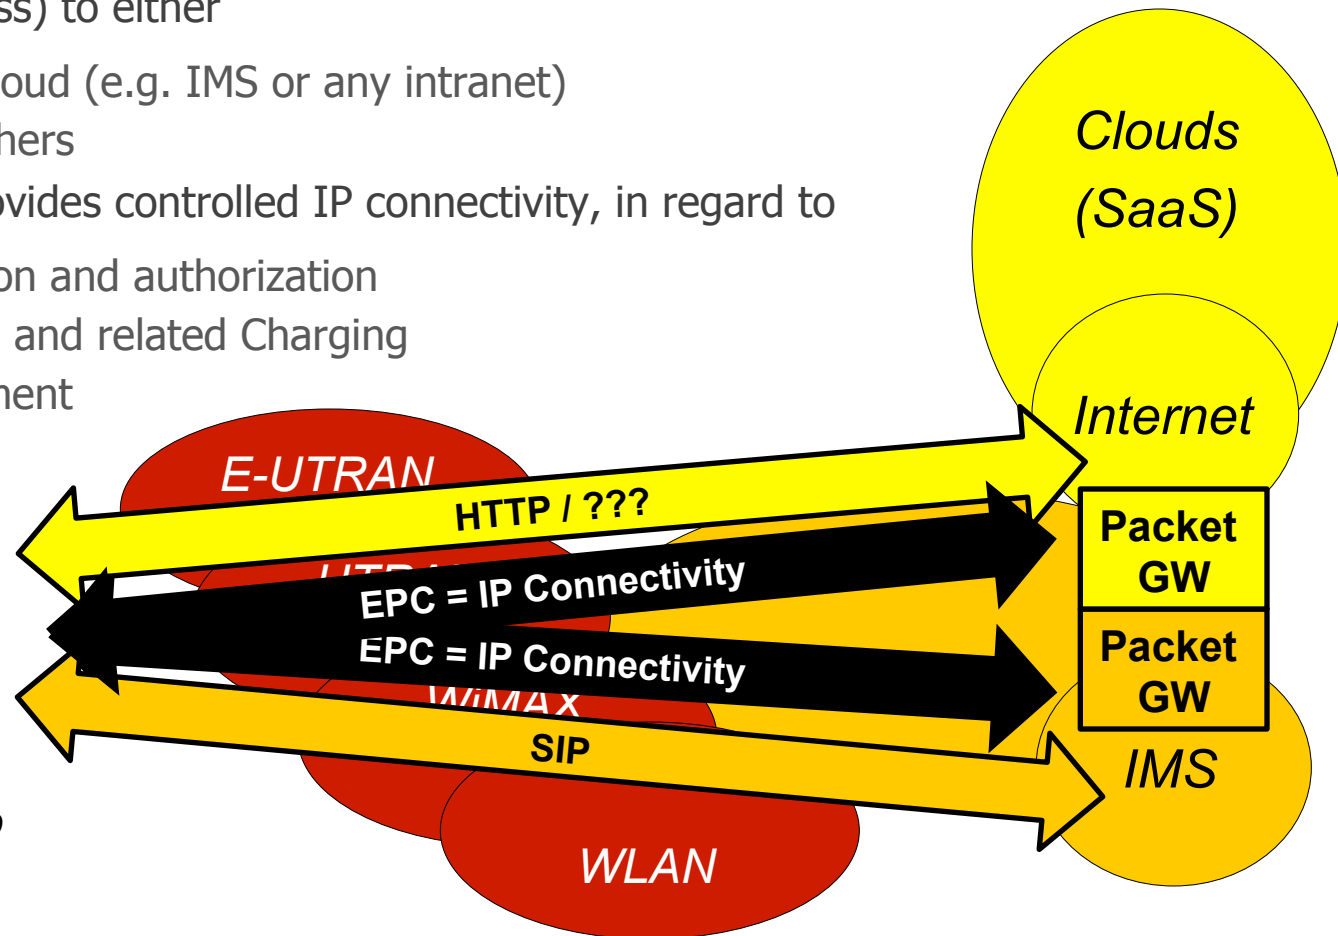 ss) to either
oud (e.g. IMS or any intranet)
hers
ovides controlled IP connectivity, in regard to
on and authorization
and related Charging
ment
Clouds
(SaaS)
Internet
E-UTRAN
HTTP / ???
Packet
GW
EPC = IP Connectivity
EPC = IP Connectivity
Packet
GW
WiMAX
SIP
IMS
WLAN